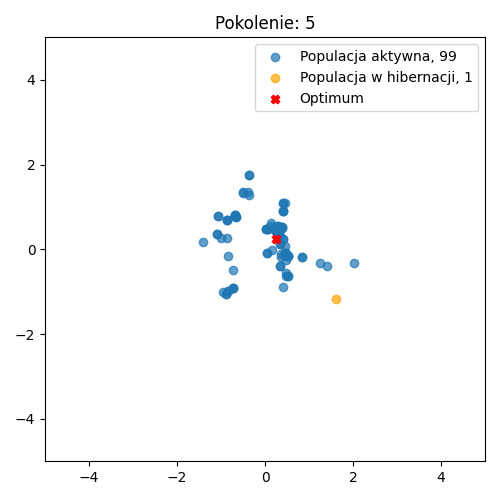 Pokolenie: 5
Populacja aktywna, 99
Populacja w hibernacji, 1
Optimum
4
2
0
−2
−4
−4
−2
0
2
4